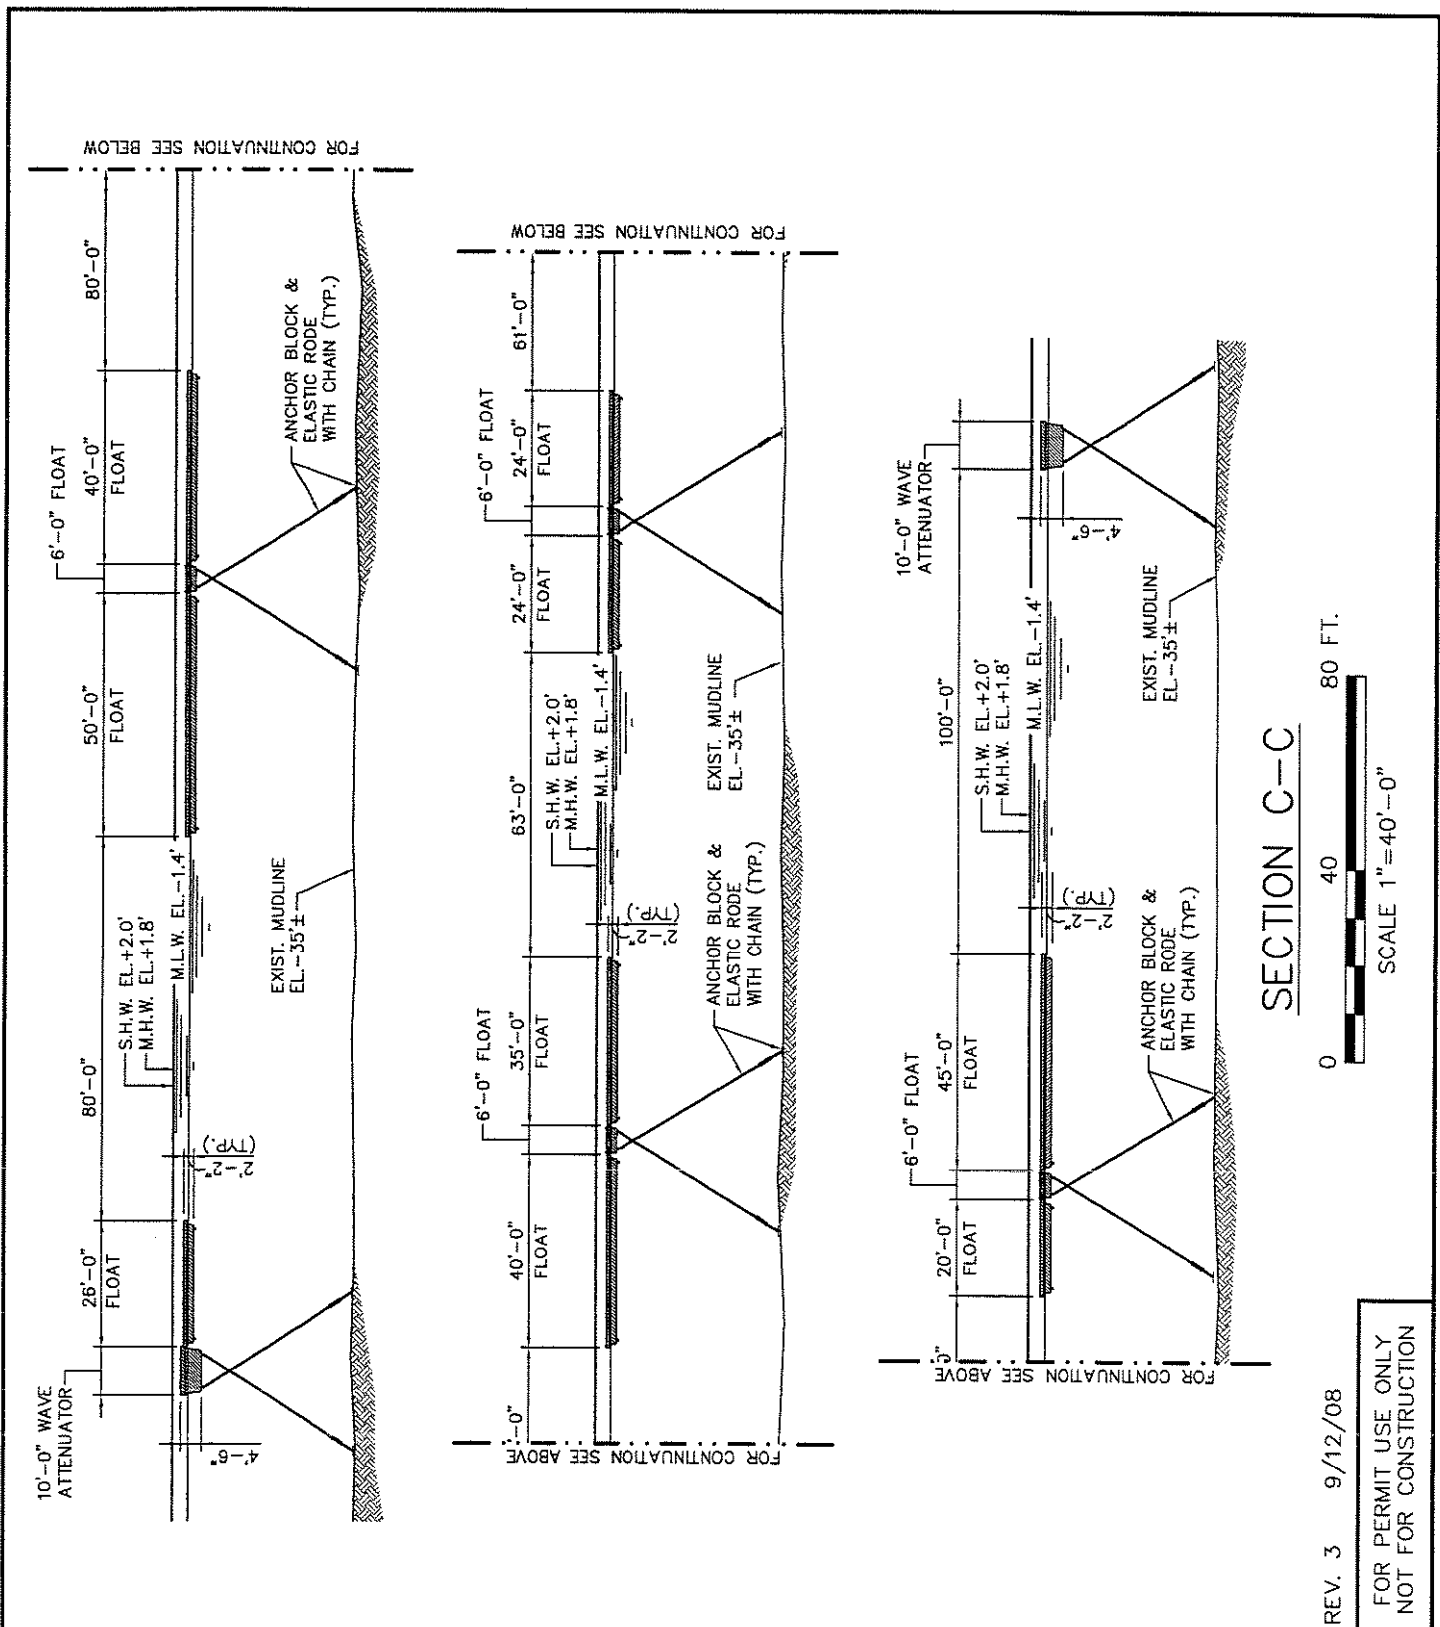 10'-0" WAVE
ATTENUATOR
26'-0"
FLOAT
80'-0"
50'-0"
FLOAT
6'-0" FLOAT
40'-0"
FLOAT
80'-0"
4'-6"
2'-2"
(TYP.)
S.H.W. EL.+2.0'
M.H.W. EL.+1.8'
M.L.W. EL.-1.4'
EXIST. MUDLINE
EL.-35'±
ANCHOR BLOCK &
ELASTIC RODE
WITH CHAIN (TYP.)
FOR CONTINUATION SEE BELOW
FOR CONTINUATION SEE ABOVE
-0"
40'-0"
FLOAT
6'-0" FLOAT
35'-0"
FLOAT
63'-0"
24'-0"
FLOAT
6'-0" FLOAT
24'-0"
FLOAT
61'-0"
2'-2"
(TYP.)
S.H.W. EL.+2.0'
M.H.W. EL.+1.8'
M.L.W. EL.-1.4'
ANCHOR BLOCK &
ELASTIC RODE
WITH CHAIN (TYP.)
EXIST. MUDLINE
EL.-35'±
FOR CONTINUATION SEE BELOW
FOR CONTINUATION SEE ABOVE
0"
20'-0"
FLOAT
6'-0" FLOAT
45'-0"
FLOAT
100'-0"
10'-0" WAVE
ATTENUATOR
2'-2"
(TYP.)
S.H.W. EL.+2.0'
M.H.W. EL.+1.8'
M.L.W. EL.-1.4'
4'-6"
ANCHOR BLOCK &
ELASTIC RODE
WITH CHAIN (TYP.)
EXIST. MUDLINE
EL.-35'±
SECTION C-C
0 40 80 FT.
SCALE 1"=40'-0"
REV. 3 9/12/08
FOR PERMIT USE ONLY
NOT FOR CONSTRUCTION